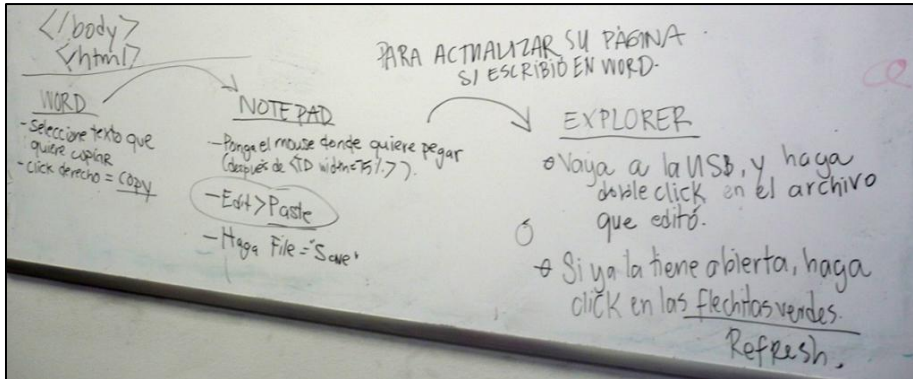 </body>
<html>
PARA ACTUALIZAR SU PÁGINA
SI ESCRIBIÓ EN WORD.
WORD
- Seleccione texto que
quiere copiar
- Click derecho = copy
NOTEPAD
- Ponga el mouse donde quiere pegar
(después de <TD width=75%>).
- Edit > Paste
- Haga File = "Save"
EXPLORER
Vaya a la USB, y haga
doble click en el archivo
que editó.
Ó
Si ya la tiene abierta, haga
click en las flechitas verdes.
Refresh.